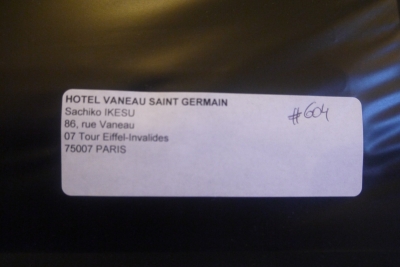 HOTEL VANEAU SAINT GERMAIN
Sachiko IKESU
#604
86, rue Vaneau
07 Tour Eiffel-Invalides
75007 PARIS